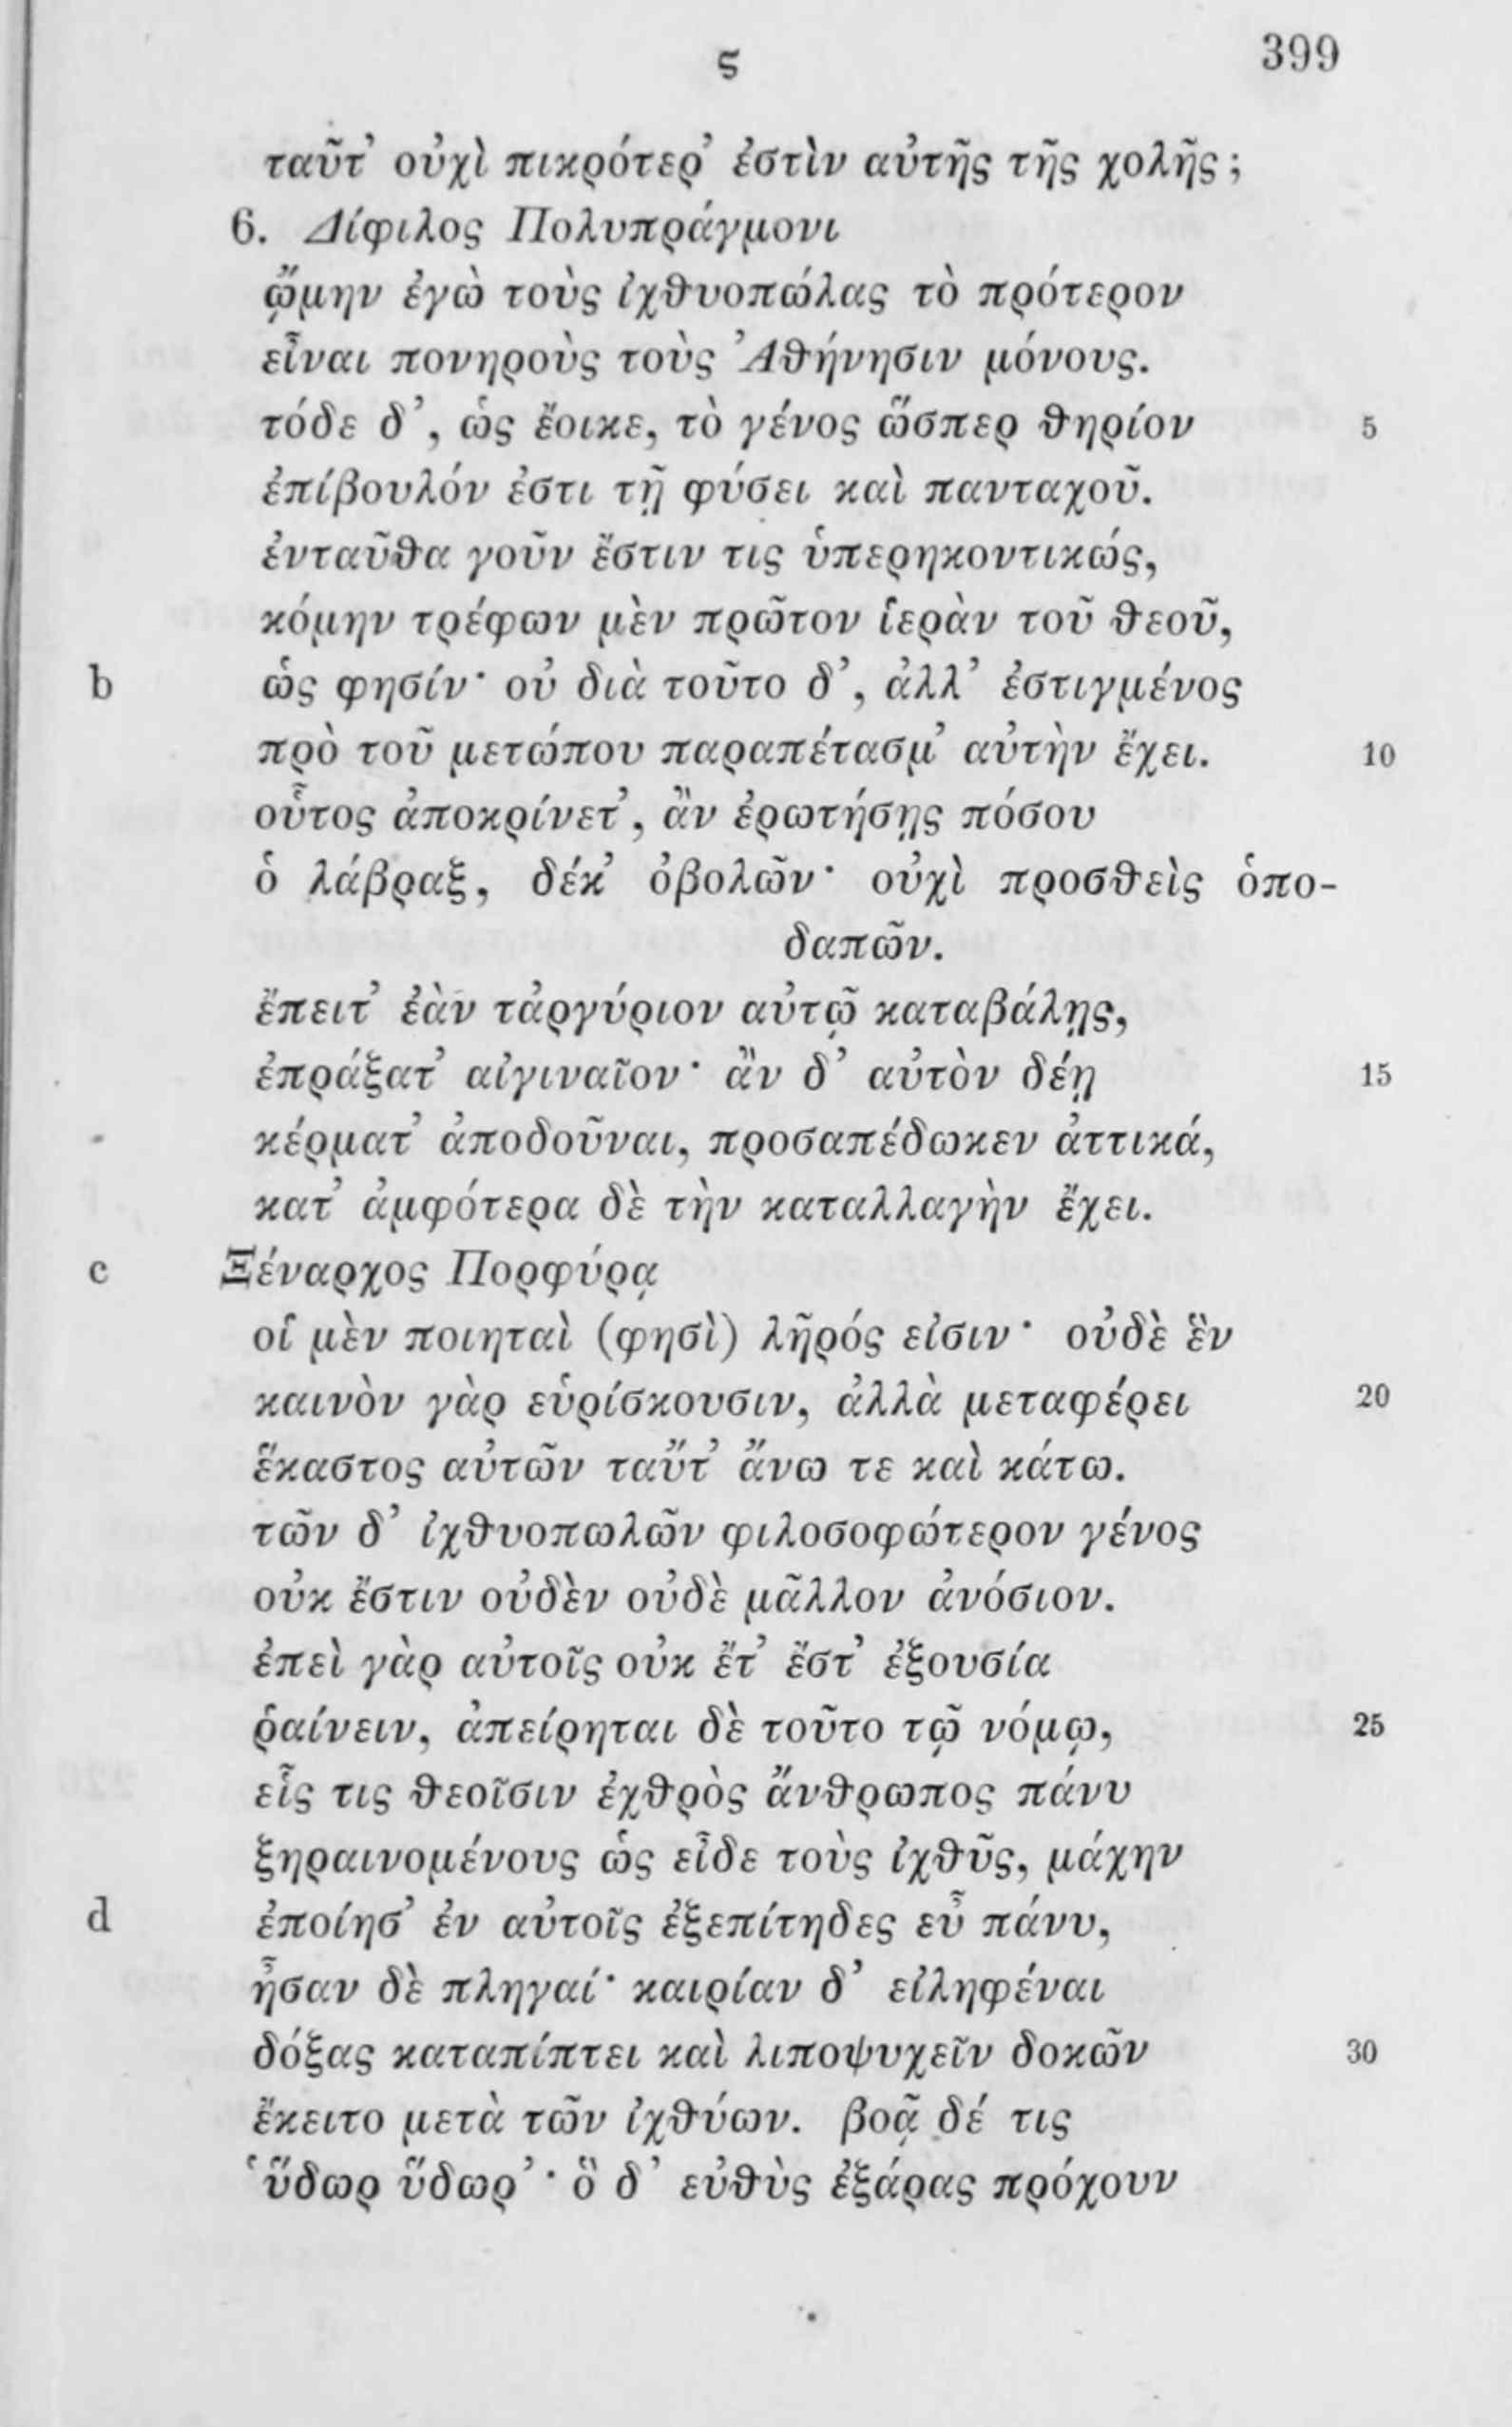 ϛ 399
ταῦτ’ οὐχὶ πικρότερ’ ἐστὶν αὐτῆς τῆς χολῆς;
6. Δίφιλος Πολυπράγμονι
ᾤμην ἐγὼ τοὺς ἰχθυοπώλας τὸ πρότερον
εἶναι πονηροὺς τοὺς Ἀθήνησιν μόνους.
τόδε δ’, ὡς ἔοικε, τὸ γένος ὥσπερ θηρίον 5
ἐπίβουλόν ἐστι τῇ φύσει καὶ πανταχοῦ.
ἐνταῦθα γοῦν ἔστιν τις ὑπερηκοντικώς,
κόμην τρέφων μὲν πρῶτον ἱερὰν τοῦ θεοῦ,
b ὥς φησίν· οὐ διὰ τοῦτο δ’, ἀλλ’ ἐστιγμένος
πρὸ τοῦ μετώπου παραπέτασμ’ αὐτὴν ἔχει. 10
οὗτος ἀποκρίνετ’, ἂν ἐρωτήσῃς πόσου
ὁ λάβραξ, δέκ’ ὀβολῶν· οὐχὶ προσθεὶς ὁπο-
δαπῶν.
ἔπειτ’ ἐὰν τἀργύριον αὐτῷ καταβάλῃς,
ἐπράξατ’ αἰγιναῖον· ἂν δ’ αὐτὸν δέῃ 15
κέρματ’ ἀποδοῦναι, προσαπέδωκεν ἀττικά,
κατ’ ἀμφότερα δὲ τὴν καταλλαγὴν ἔχει.
c Ξέναρχος Πορφύρᾳ
οἱ μὲν ποιηταὶ (φησὶ) λῆρός εἰσιν· οὐδὲ ἓν
καινὸν γὰρ εὑρίσκουσιν, ἀλλὰ μεταφέρει 20
ἕκαστος αὐτῶν ταὔτ’ ἄνω τε καὶ κάτω.
τῶν δ’ ἰχθυοπωλῶν φιλοσοφώτερον γένος
οὐκ ἔστιν οὐδὲν οὐδὲ μᾶλλον ἀνόσιον.
ἐπεὶ γὰρ αὐτοῖς οὐκ ἔτ’ ἔστ’ ἐξουσία
ῥαίνειν, ἀπείρηται δὲ τοῦτο τῷ νόμῳ, 25
εἷς τις θεοῖσιν ἐχθρὸς ἄνθρωπος πάνυ
ξηραινομένους ὡς εἶδε τοὺς ἰχθῦς, μάχην
d ἐποίησ’ ἐν αὐτοῖς ἐξεπίτηδες εὖ πάνυ,
ἦσαν δὲ πληγαί· καιρίαν δ’ εἰληφέναι
δόξας καταπίπτει καὶ λιποψυχεῖν δοκῶν 30
ἔκειτο μετὰ τῶν ἰχθύων. βοᾷ δέ τις
‘ὕδωρ ὕδωρ’· ὃ δ’ εὐθὺς ἐξάρας πρόχουν